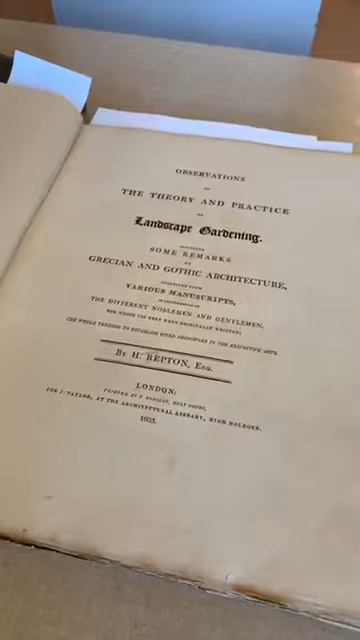 OBSERVATIONS
ON
THE THEORY AND PRACTICE
OF
Landscape Gardening.
INCLUDING
SOME REMARKS
ON
GRECIAN AND GOTHIC ARCHITECTURE,
COLLECTED FROM
VARIOUS MANUSCRIPTS,
IN THE POSSESSION OF
THE DIFFERENT NOBLEMEN AND GENTLEMEN,
FOR WHOSE USE THEY WERE ORIGINALLY WRITTEN;
THE WHOLE TENDING TO ESTABLISH FIXED PRINCIPLES IN THE RESPECTIVE ARTS.
BY H. REPTON, ESQ.
LONDON:
PRINTED BY T. BENSLEY, BOLT COURT,
FOR J. TAYLOR, AT THE ARCHITECTURAL LIBRARY, HIGH HOLBORN.
1803.